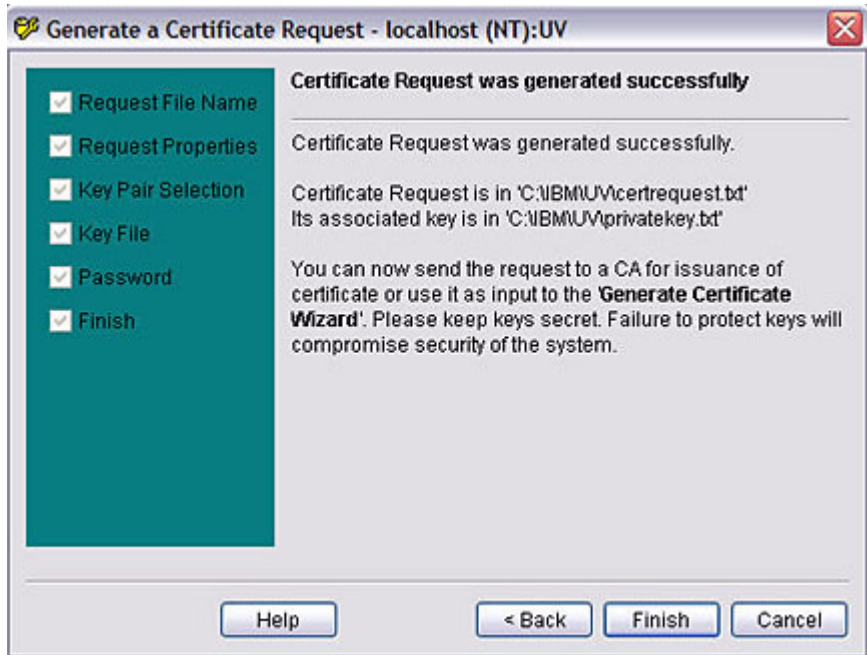 Generate a Certificate Request - localhost (NT):UV
Request File Name
Request Properties
Key Pair Selection
Key File
Password
Finish
Certificate Request was generated successfully
Certificate Request was generated successfully.
Certificate Request is in 'C:\IBM\UV\certrequest.txt'
Its associated key is in 'C:\IBM\UV\privatekey.txt'
You can now send the request to a CA for issuance of
certificate or use it as input to the 'Generate Certificate
Wizard'. Please keep keys secret. Failure to protect keys will
compromise security of the system.
Help
< Back
Finish
Cancel